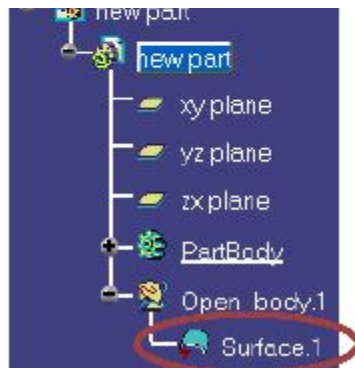 new part
new part
xy plane
yz plane
zx plane
PartBody
Open_body.1
Surface.1